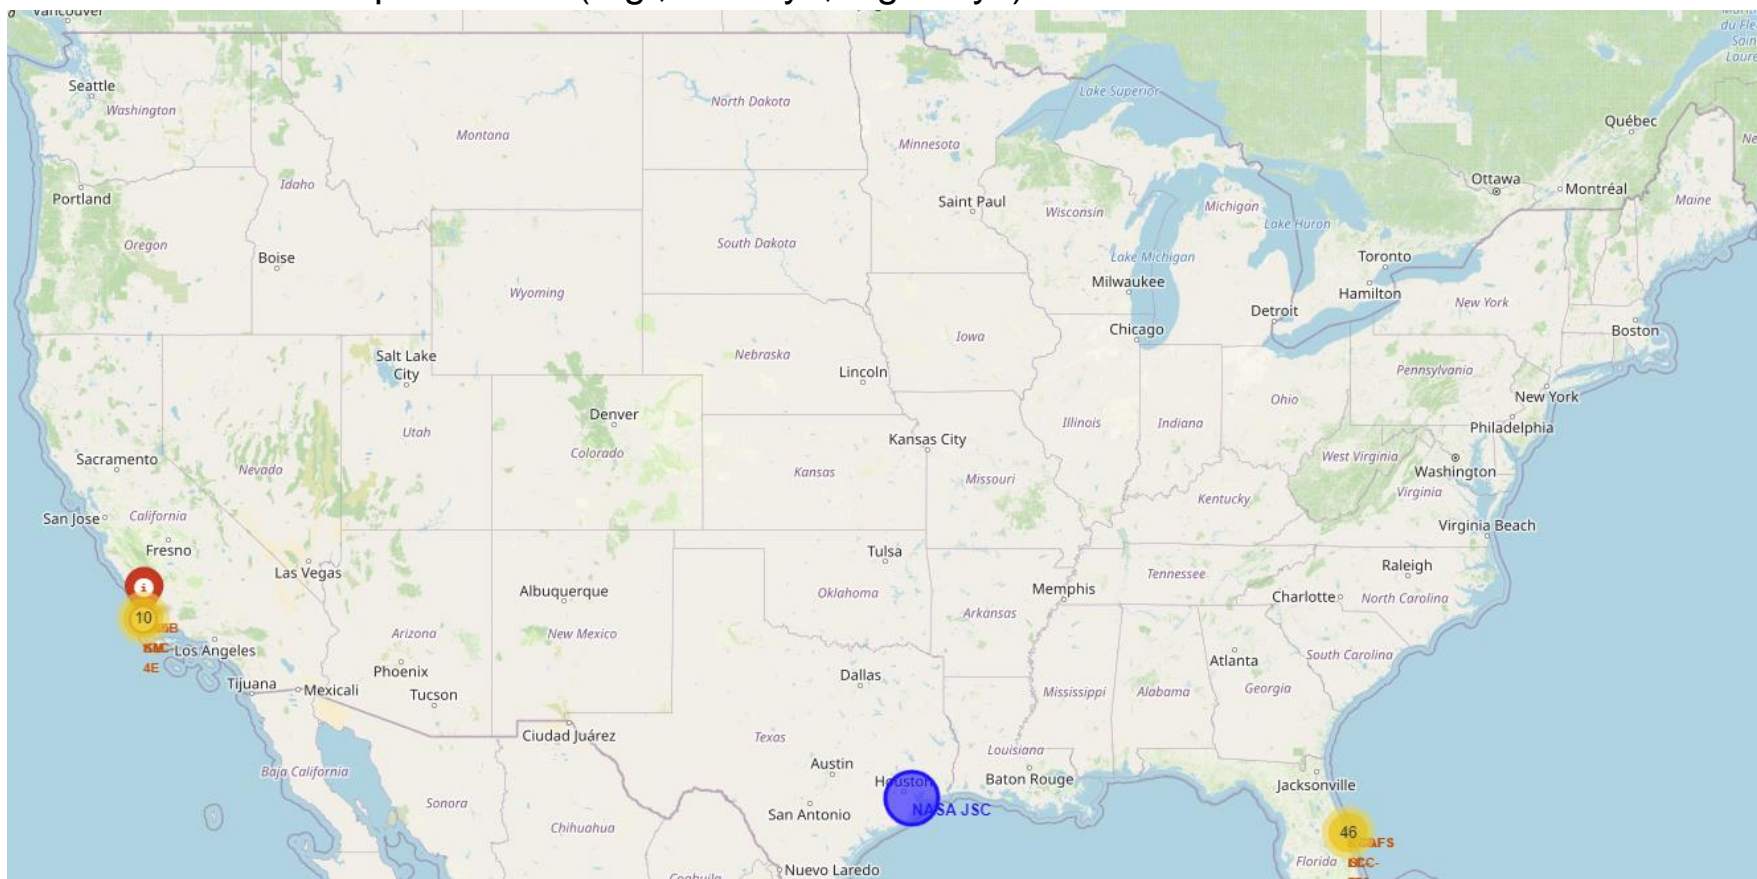 Vancouver
Seattle
Washington
Montana
North Dakota
Minnesota
Lake Superior
Québec
Portland
Idaho
Oregon
Boise
Wyoming
South Dakota
Saint Paul
Wisconsin
Michigan
Lake Huron
Ottawa
Montréal
Maine
Lake Michigan
Toronto
Milwaukee
Hamilton
New York
Detroit
Chicago
Boston
Iowa
Salt Lake
City
Nebraska
Lincoln
Pennsylvania
New York
Philadelphia
Denver
Utah
Colorado
Ohio
Illinois
Indiana
Kansas City
Sacramento
Nevada
Kansas
Missouri
West Virginia
Washington
Virginia
Kentucky
San Jose
California
Fresno
Virginia Beach
Las Vegas
Tulsa
Raleigh
Albuquerque
Oklahoma
Memphis
Tennessee
Charlotte
North Carolina
Arkansas
10
Arizona
New Mexico
Los Angeles
4E
Phoenix
Tucson
Tijuana
Mexicali
Dallas
Atlanta
South Carolina
Mississippi
Alabama
Georgia
Ciudad Juárez
Texas
Louisiana
Baja California
Austin
Houston
Baton Rouge
Jacksonville
Sonora
NASA JSC
San Antonio
Chihuahua
46
Florida
Nuevo Laredo
Coahuila